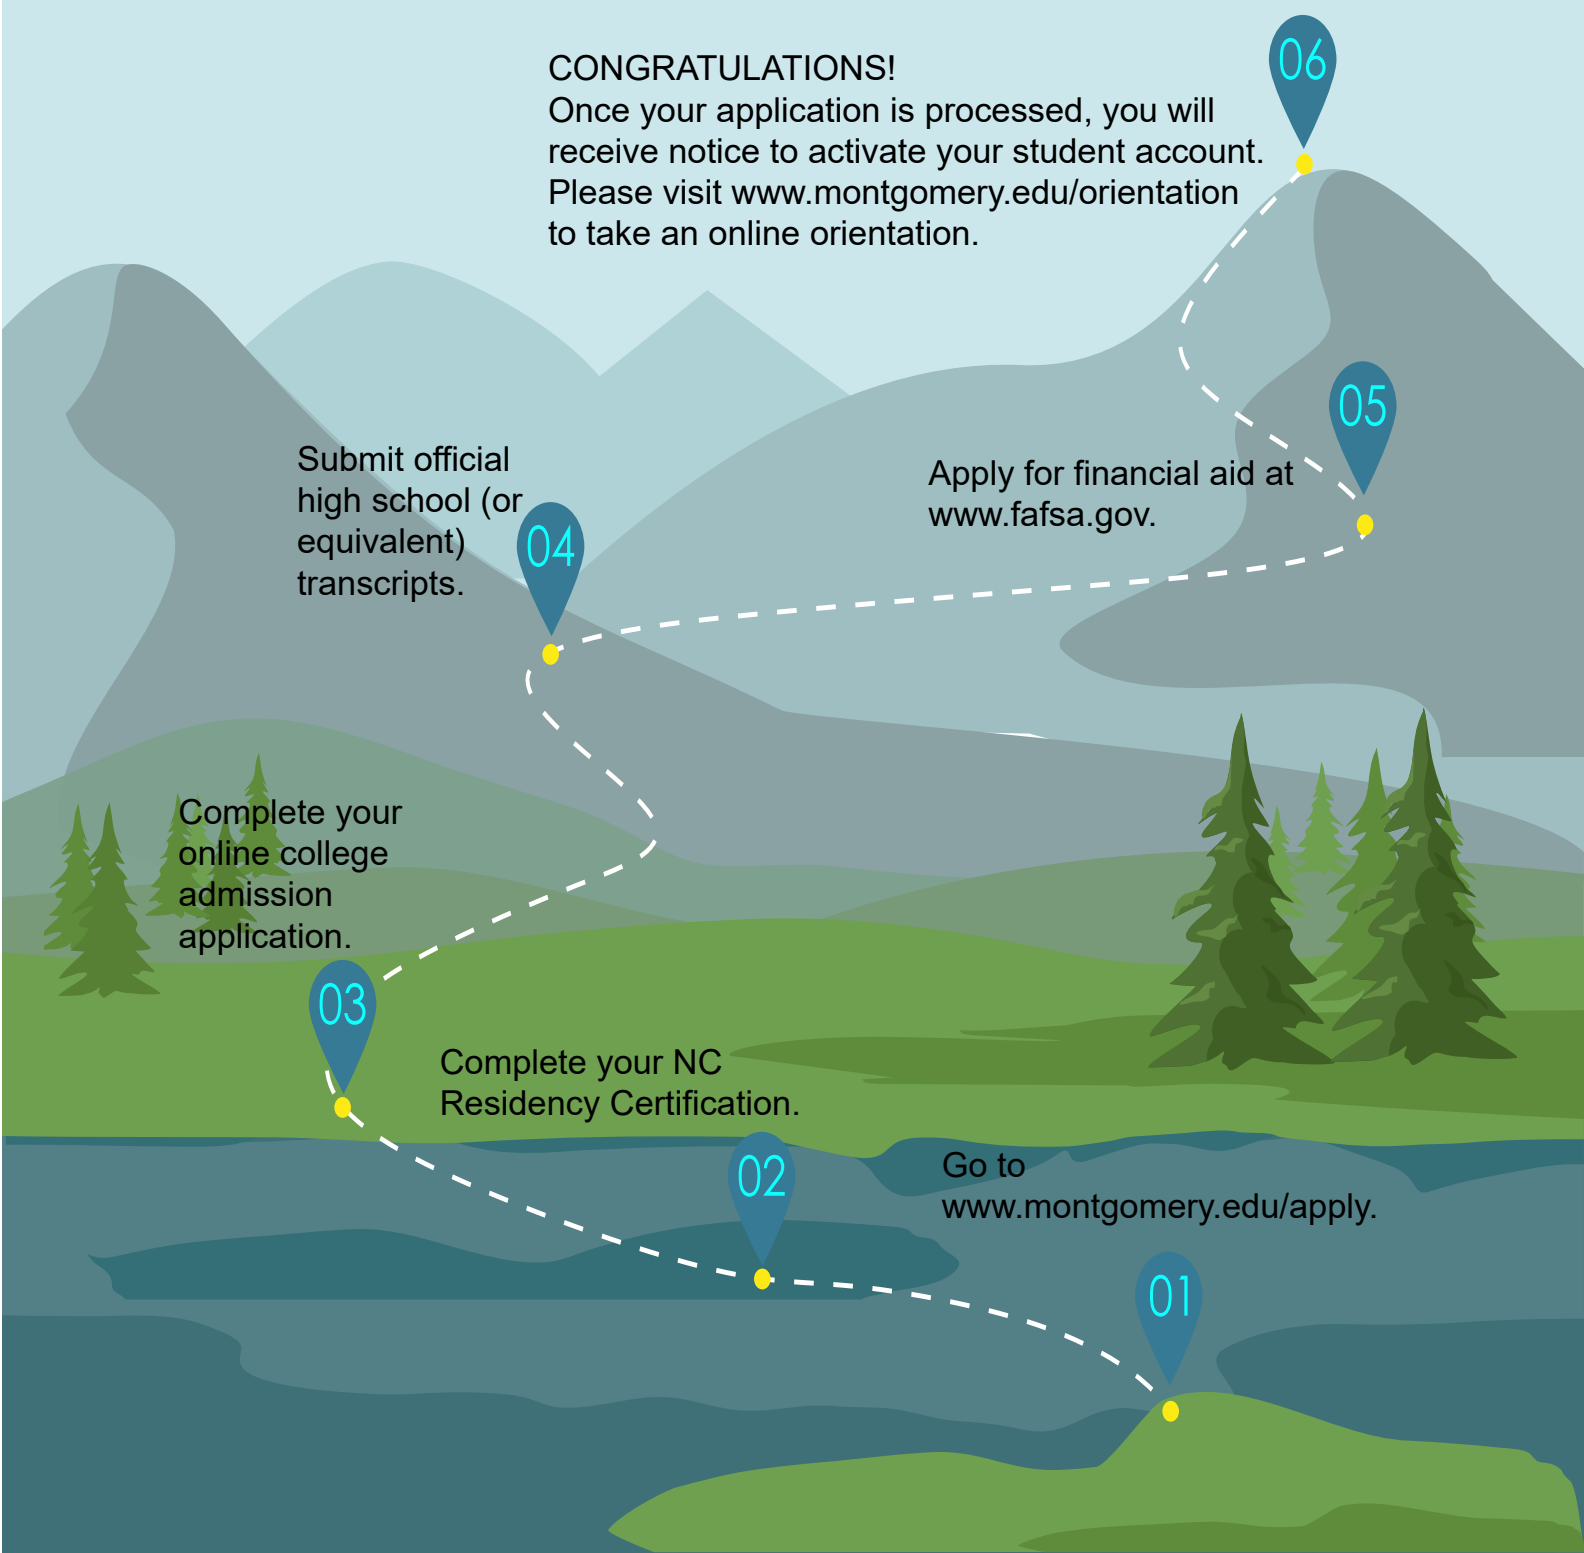 06
CONGRATULATIONS!
Once your application is processed, you will
receive notice to activate your student account.
Please visit www.montgomery.edu/orientation
to take an online orientation.
05
Apply for financial aid at
www.fafsa.gov.
Submit official
high school (or
equivalent)
transcripts.
04
Complete your
online college
admission
application.
03
Complete your NC
Residency Certification.
02
Go to
www.montgomery.edu/apply.
01